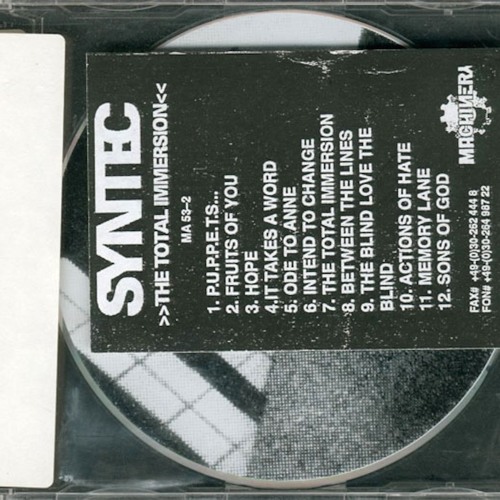 SYNTEC
>>THE TOTAL IMMERSION<<
MA 53-2
1. P.U.P.P.E.T.S...
2. FRUITS OF YOU
3. HOPE
4.IT TAKES A WORD
5. ODE TO ANNE
6. INTEND TO CHANGE
7. THE TOTAL IMMERSION
8. BETWEEN THE LINES
9. THE BLIND LOVE THE
BLIND
10. ACTIONS OF HATE
11. MEMORY LANE
12. SONS OF GOD
MACHINERY
FAX# +49-(0)30-262 444 8
FON# +49-(0)30-264 987 22